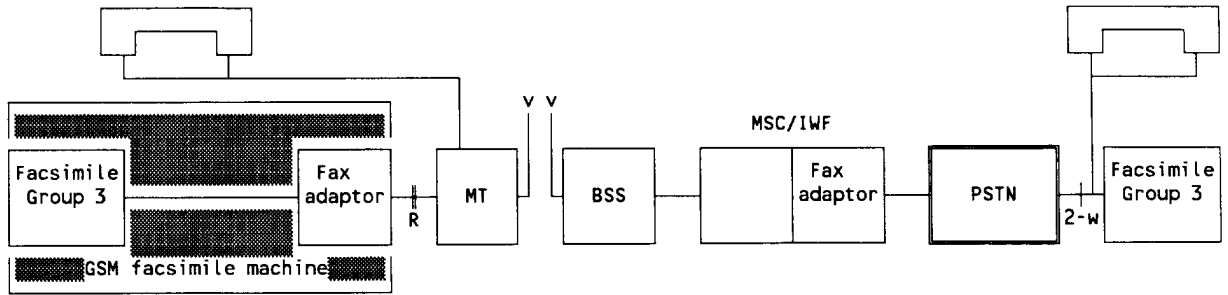 MSC/IWF
Facsimile
Group 3
Fax
adaptor
R
MT
v v
BSS
Fax
adaptor
PSTN
2-w
Facsimile
Group 3
GSM facsimile machine